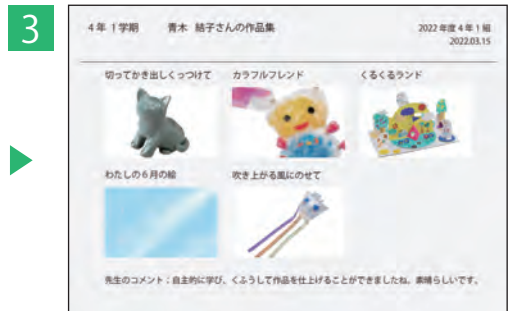 3
4年 1学期 青木 結子さんの作品集
2022年度4年1組
2022.03.15
切ってかき出しくっつけて カラフルフレンド くるくるランド
わたしの6月の絵 吹き上がる風にのせて
先生のコメント：自主的に学び、くふうして作品を仕上げることができましたね。素晴らしいです。